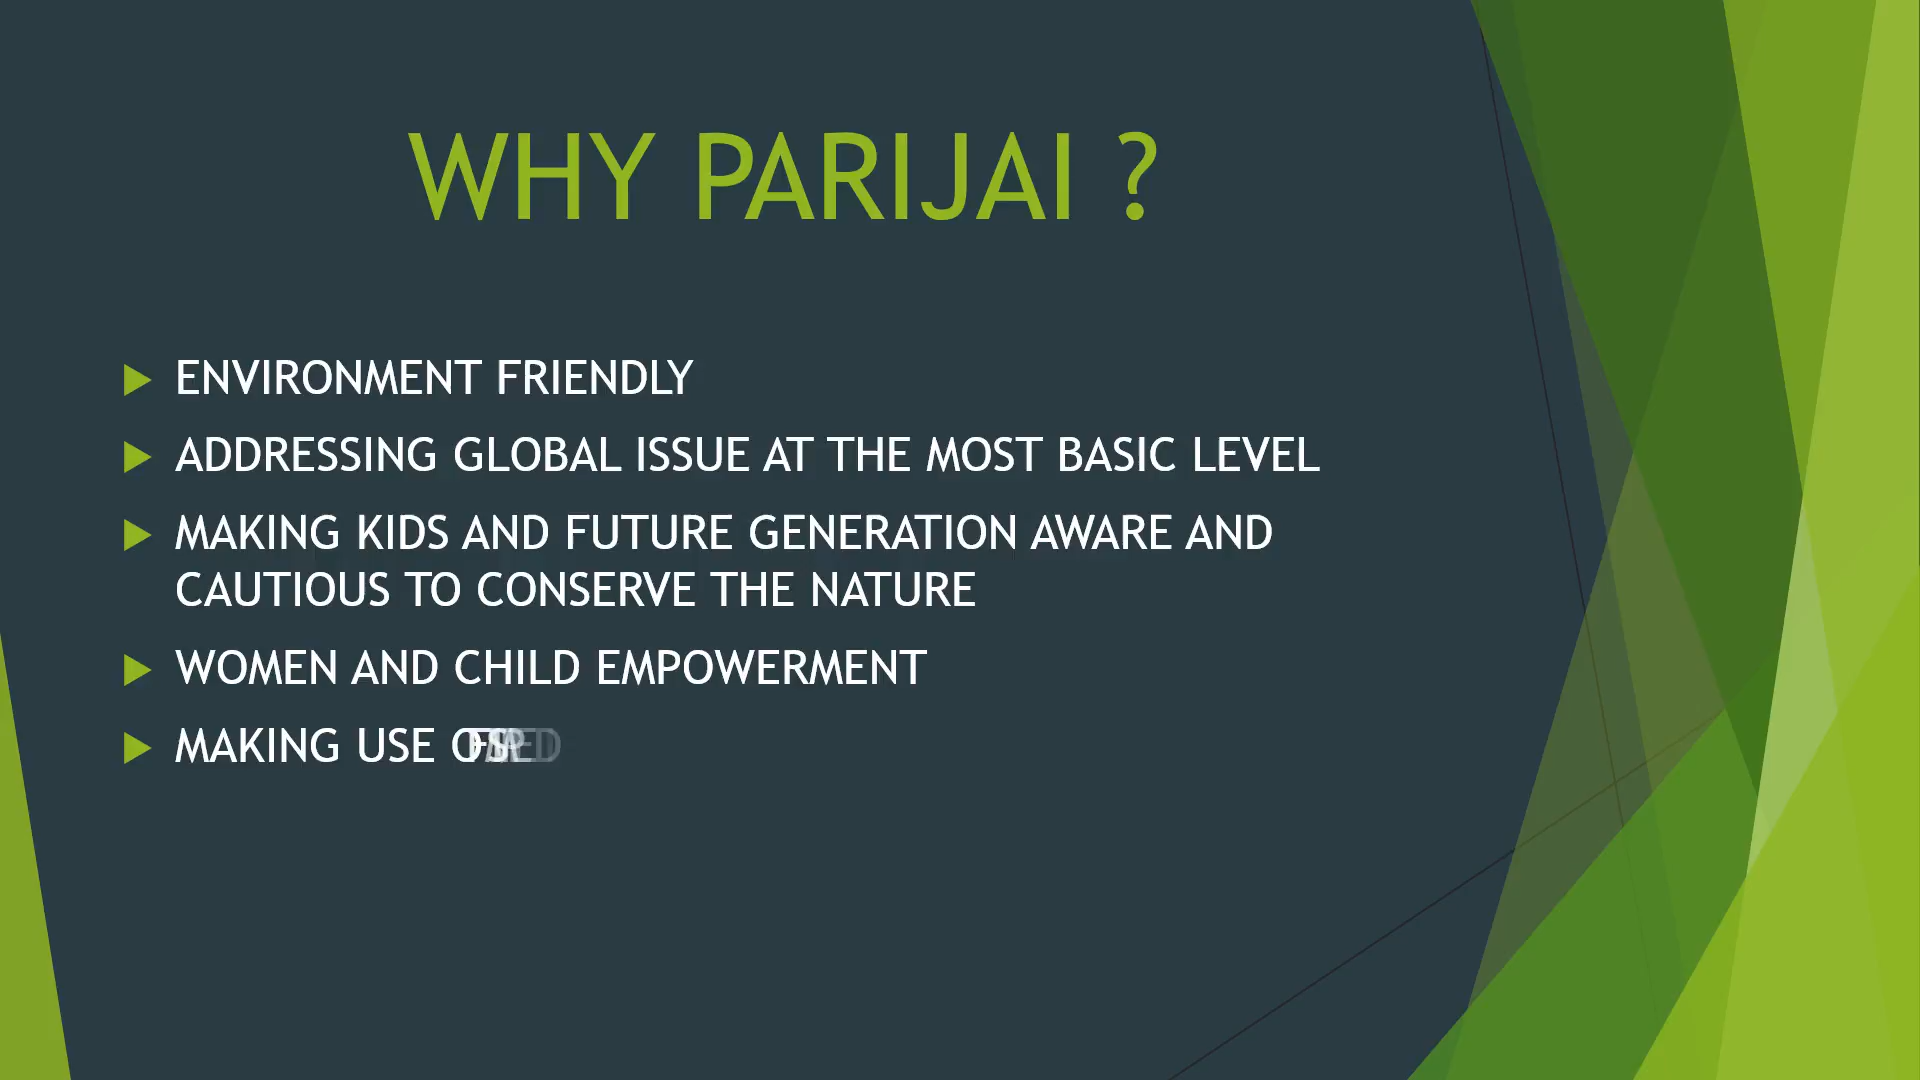 WHY PARIJAI ?
ENVIRONMENT FRIENDLY
ADDRESSING GLOBAL ISSUE AT THE MOST BASIC LEVEL
MAKING KIDS AND FUTURE GENERATION AWARE AND
CAUTIOUS TO CONSERVE THE NATURE
WOMEN AND CHILD EMPOWERMENT
MAKING USE OF